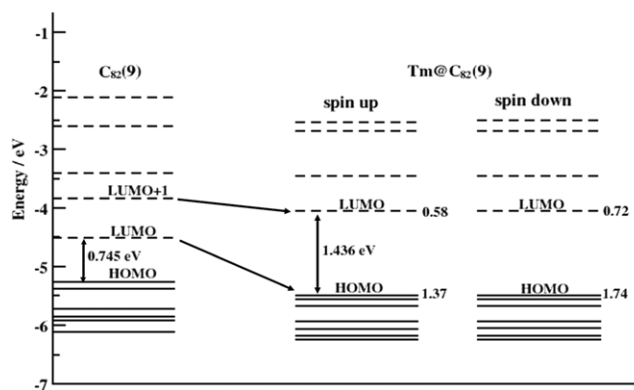 -1
-2
-3
-4
-5
-6
-7
Energy / eV
C₈₂(9)
LUMO+1
LUMO
0.745 eV
HOMO
Tm@C₈₂(9)
spin up
spin down
LUMO
0.58
LUMO
0.72
1.436 eV
HOMO
1.37
HOMO
1.74